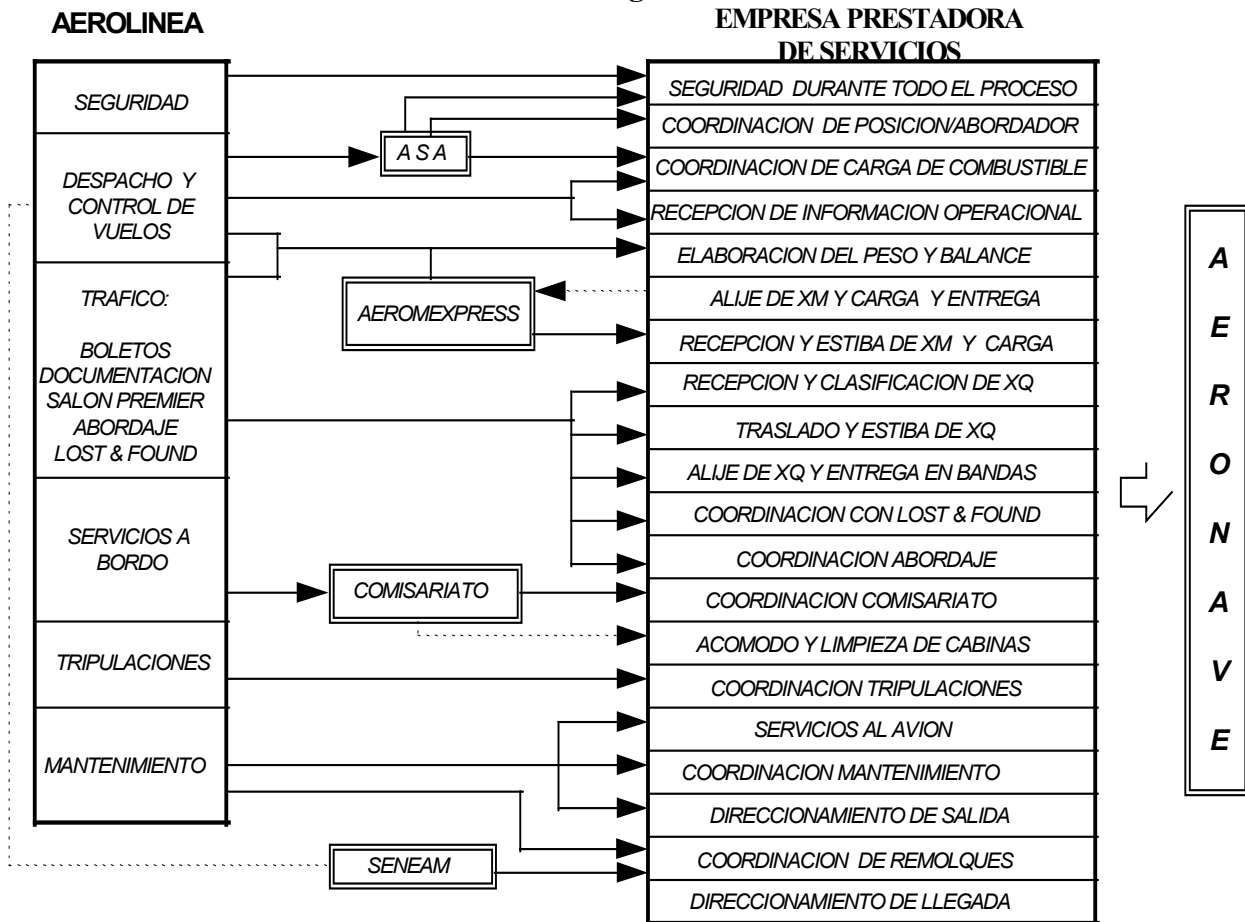 AEROLINEA
EMPRESA PRESTADORA
DE SERVICIOS
SEGURIDAD
DESPACHO Y
CONTROL DE
VUELOS
TRAFICO:
BOLETOS
DOCUMENTACION
SALON PREMIER
ABORDAJE
LOST & FOUND
SERVICIOS A
BORDO
TRIPULACIONES
MANTENIMIENTO
A S A
AEROMEXPRESS
COMISARIATO
SENEAM
SEGURIDAD DURANTE TODO EL PROCESO
COORDINACION DE POSICION/ABORDADOR
COORDINACION DE CARGA DE COMBUSTIBLE
RECEPCION DE INFORMACION OPERACIONAL
ELABORACION DEL PESO Y BALANCE
ALIJE DE XM Y CARGA Y ENTREGA
RECEPCION Y ESTIBA DE XM Y CARGA
RECEPCION Y CLASIFICACION DE XQ
TRASLADO Y ESTIBA DE XQ
ALIJE DE XQ Y ENTREGA EN BANDAS
COORDINACION CON LOST & FOUND
COORDINACION ABORDAJE
COORDINACION COMISARIATO
ACOMODO Y LIMPIEZA DE CABINAS
COORDINACION TRIPULACIONES
SERVICIOS AL AVION
COORDINACION MANTENIMIENTO
DIRECCIONAMIENTO DE SALIDA
COORDINACION DE REMOLQUES
DIRECCIONAMIENTO DE LLEGADA
A
E
R
O
N
A
V
E